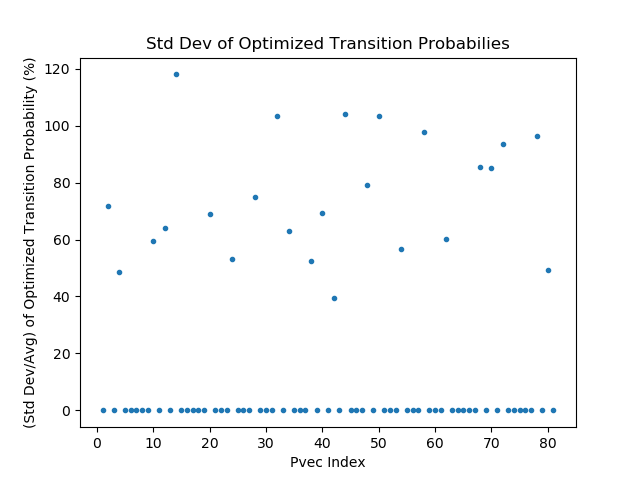 Std Dev of Optimized Transition Probabilies
(Std Dev/Avg) of Optimized Transition Probability (%)
120
100
80
60
40
20
0
0 10 20 30 40 50 60 70 80
Pvec Index